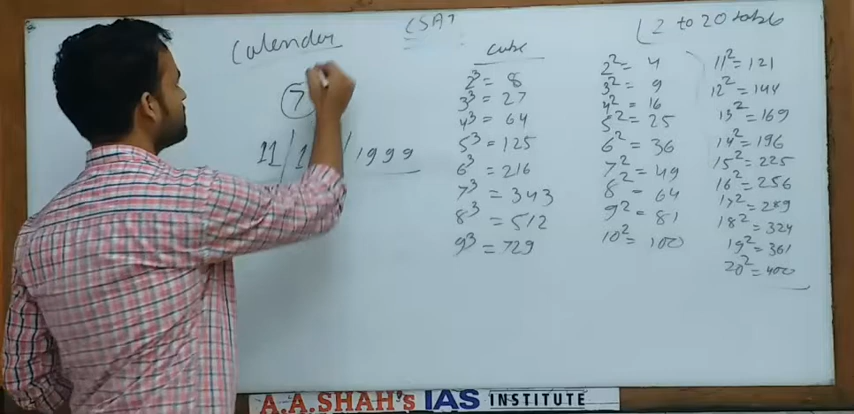 Calendar
CSAT
2 to 20 table
7
11/1 /1999
cube
2³ = 8
3³ = 27
4³ = 64
5³ = 125
6³ = 216
7³ = 343
8³ = 512
9³ = 729
2² = 4
3² = 9
4² = 16
5² = 25
6² = 36
7² = 49
8² = 64
9² = 81
10² = 100
11² = 121
12² = 144
13² = 169
14² = 196
15² = 225
16² = 256
17² = 289
18² = 324
19² = 361
20² = 400
A.A.SHAH's IAS INSTITUTE